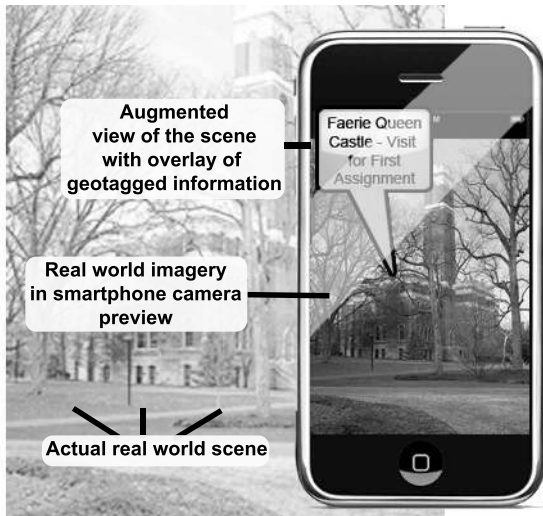 Augmented
view of the scene
with overlay of
geotagged information
Faerie Queen
Castle - Visit
for First
Assignment
Real world imagery
in smartphone camera
preview
Actual real world scene